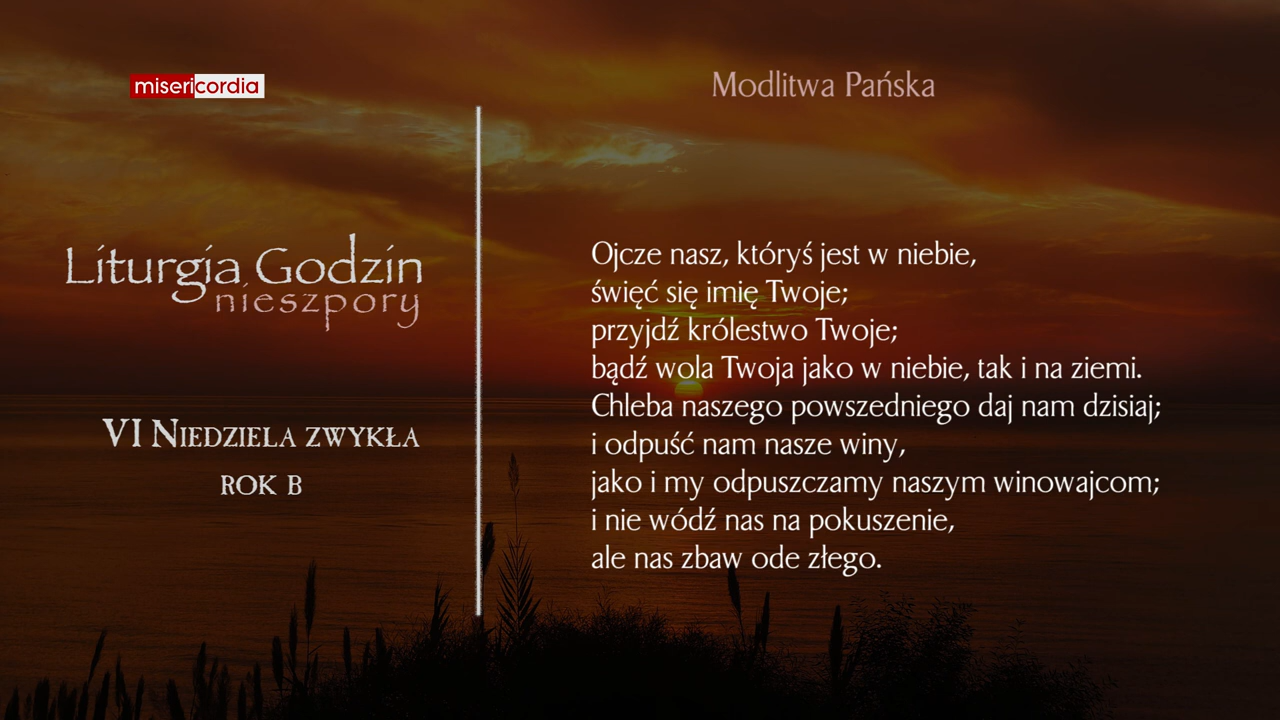 misericordia
Liturgia Godzin
nieszpory
VI Niedziela zwykła
rok B
Modlitwa Pańska
Ojcze nasz, któryś jest w niebie,
święć się imię Twoje;
przyjdź królestwo Twoje;
bądź wola Twoja jako w niebie, tak i na ziemi.
Chleba naszego powszedniego daj nam dzisiaj;
i odpuść nam nasze winy,
jako i my odpuszczamy naszym winowajcom;
i nie wódź nas na pokuszenie,
ale nas zbaw ode złego.